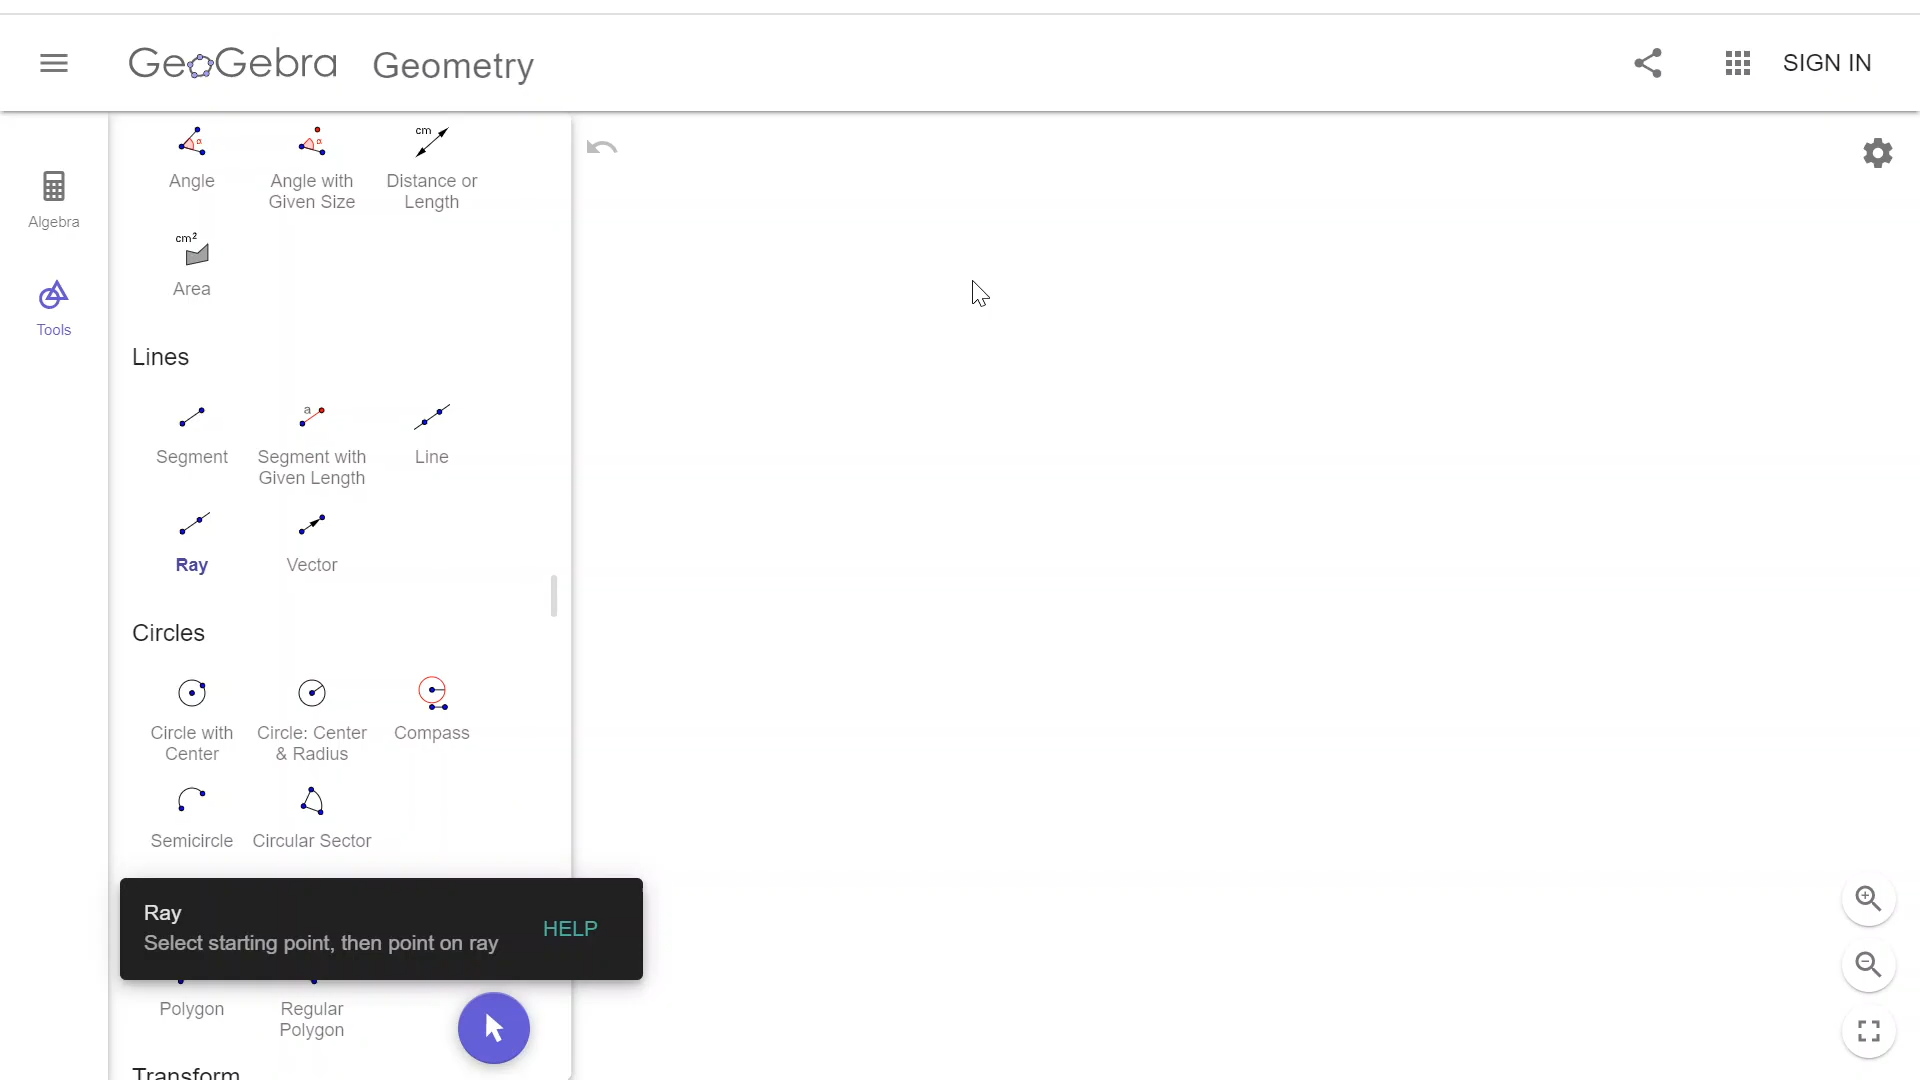 GeoGebra Geometry
SIGN IN
Algebra
Tools
α
α
cm
Angle
Angle with
Given Size
Distance or
Length
cm²
Area
Lines
a
Segment
Segment with
Given Length
Line
Ray
Vector
Circles
Circle with
Center
Circle: Center
& Radius
Compass
Semicircle
Circular Sector
Ray
Select starting point, then point on ray
HELP
Polygon
Regular
Polygon
Transform